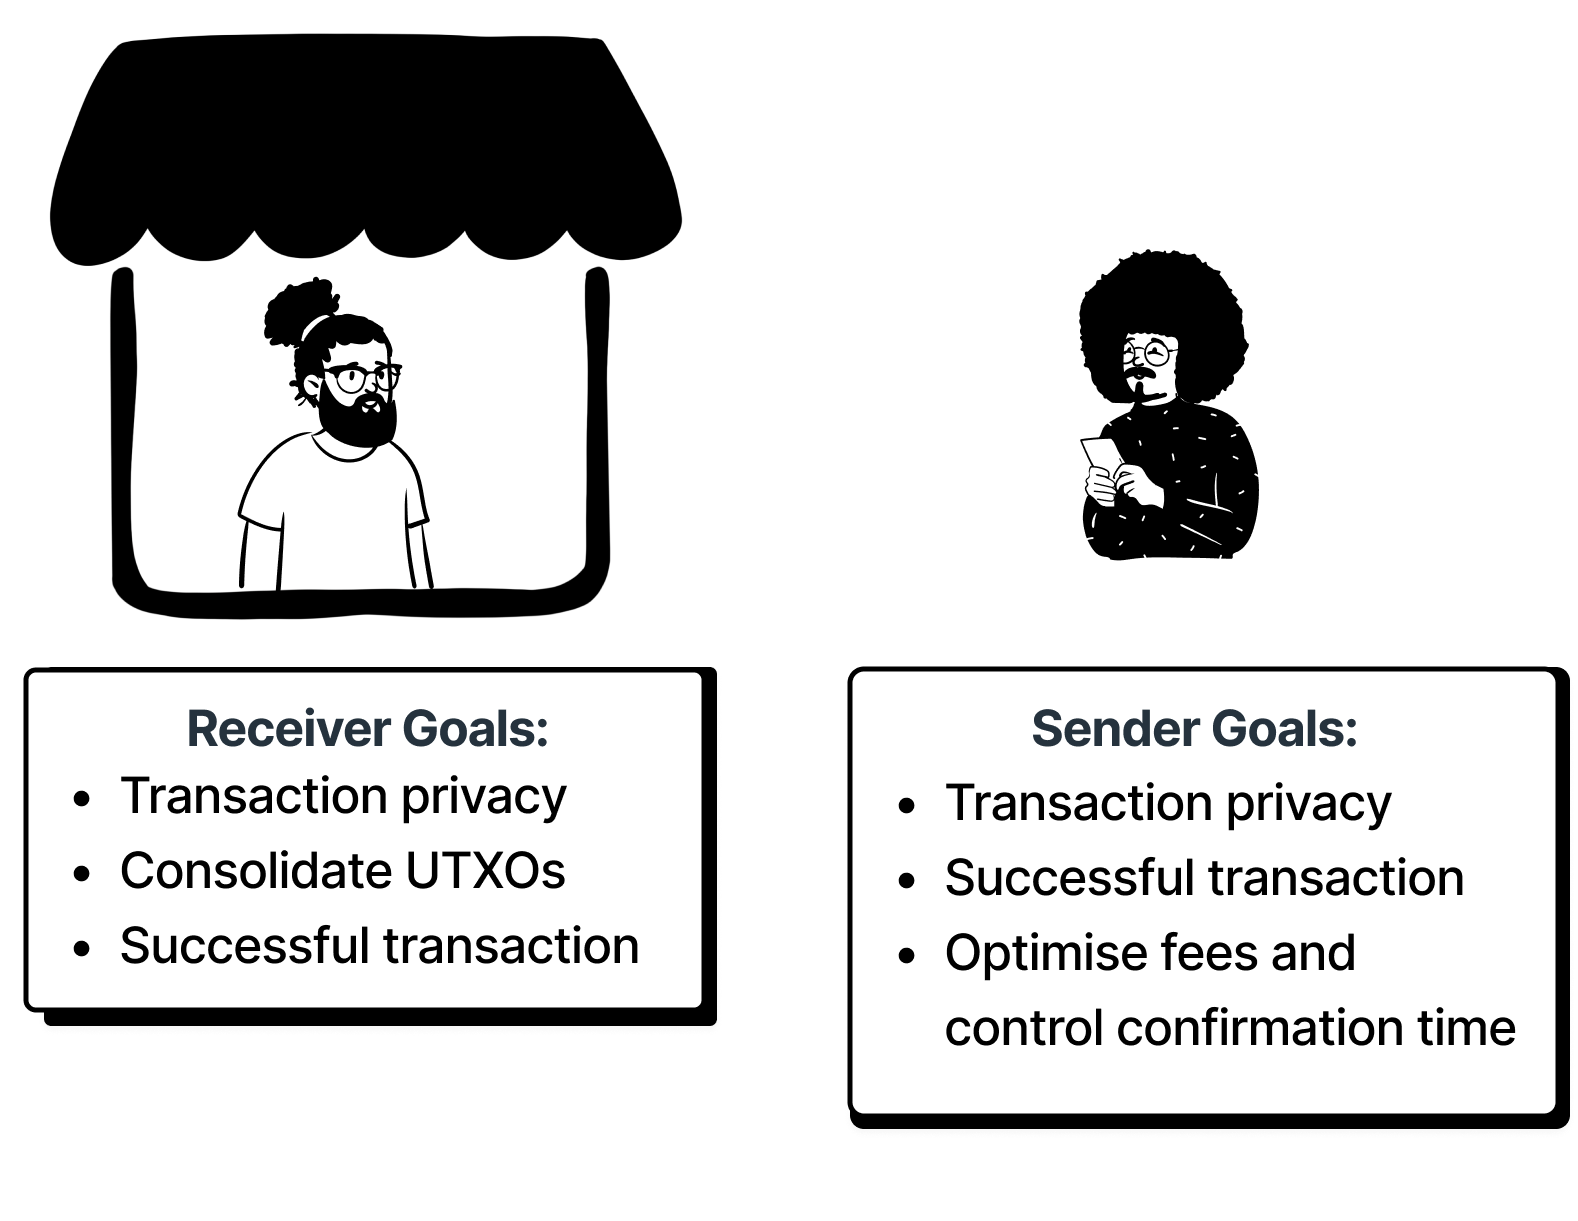 Receiver Goals:
• Transaction privacy
• Consolidate UTXOs
• Successful transaction
Sender Goals:
• Transaction privacy
• Successful transaction
• Optimise fees and
control confirmation time